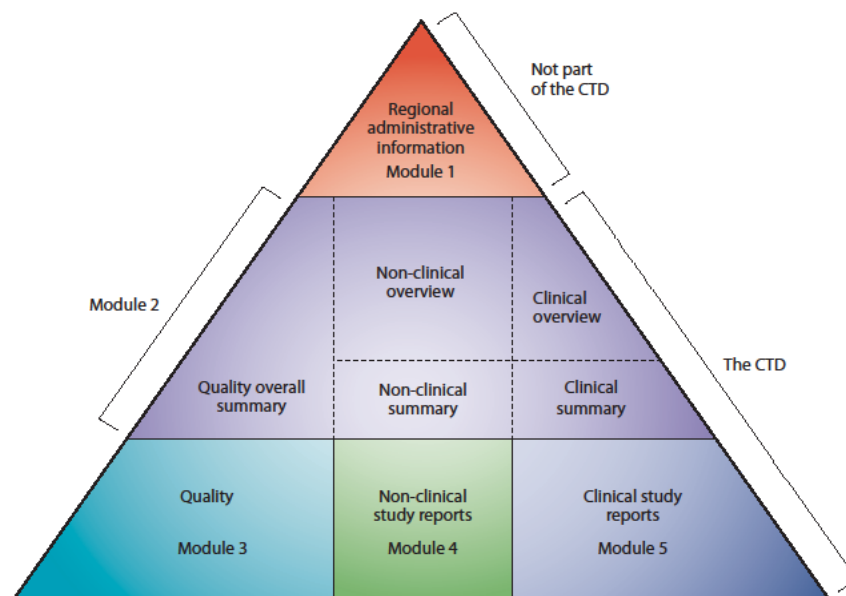 Not part
of the CTD
Regional
administrative
information
Module 1
Module 2
Non-clinical
overview
Clinical
overview
The CTD
Quality overall
summary
Non-clinical
summary
Clinical
summary
Quality
Module 3
Non-clinical
study reports
Module 4
Clinical study
reports
Module 5